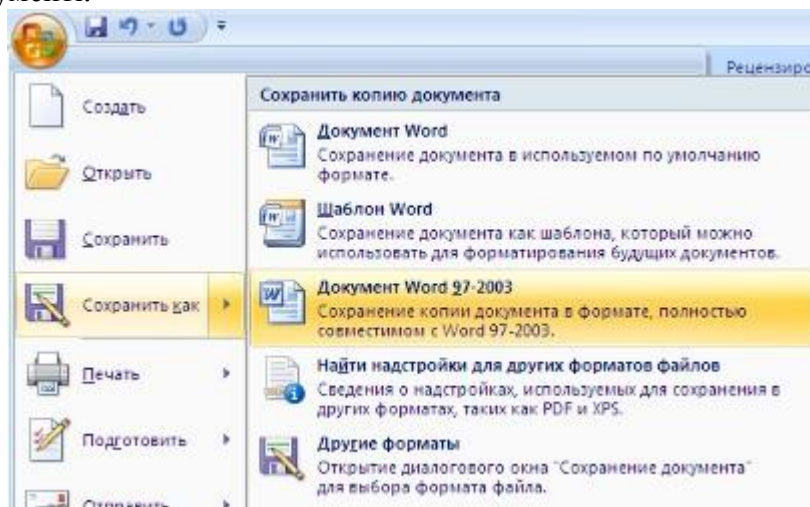 Рецензиро
Создать
Открыть
Сохранить
Сохранить как
Печать
Подготовить
Отправить
Сохранить копию документа
Документ Word
Сохранение документа в используемом по умолчанию
формате.
Шаблон Word
Сохранение документа как шаблона, который можно
использовать для форматирования будущих документов.
Документ Word 97-2003
Сохранение копии документа в формате, полностью
совместимом с Word 97-2003.
Найти надстройки для других форматов файлов
Сведения о надстройках, используемых для сохранения в
других форматах, таких как PDF и XPS.
Другие форматы
Открытие диалогового окна "Сохранение документа"
для выбора формата файла.